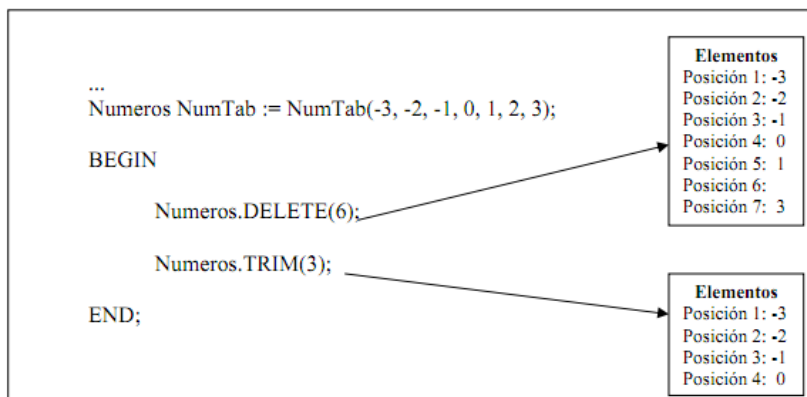 ...
Numeros NumTab := NumTab(-3, -2, -1, 0, 1, 2, 3);
BEGIN
Numeros.DELETE(6);
Numeros.TRIM(3);
END;
Elementos
Posición 1: -3
Posición 2: -2
Posición 3: -1
Posición 4: 0
Posición 5: 1
Posición 6:
Posición 7: 3
Elementos
Posición 1: -3
Posición 2: -2
Posición 3: -1
Posición 4: 0